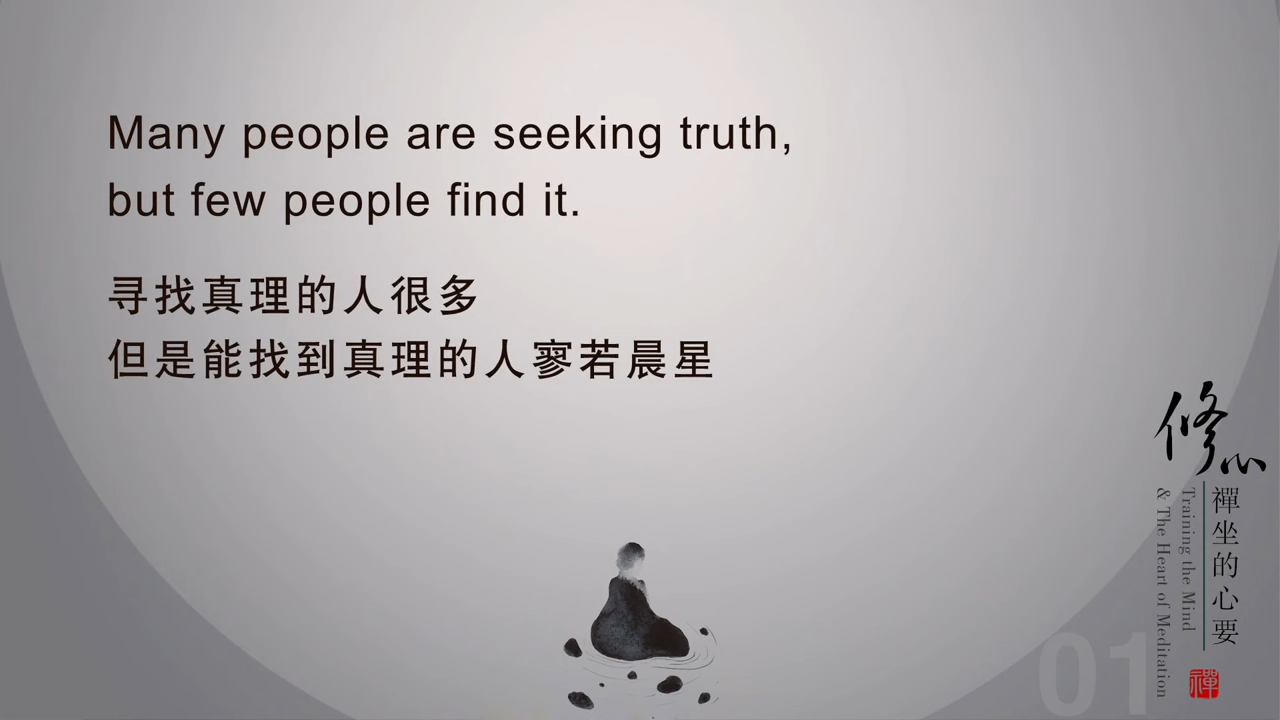 Many people are seeking truth,
but few people find it.
寻找真理的人很多
但是能找到真理的人寥若晨星
修心
禪坐的心要
Training the Mind
& The Heart of Meditation
01
禪